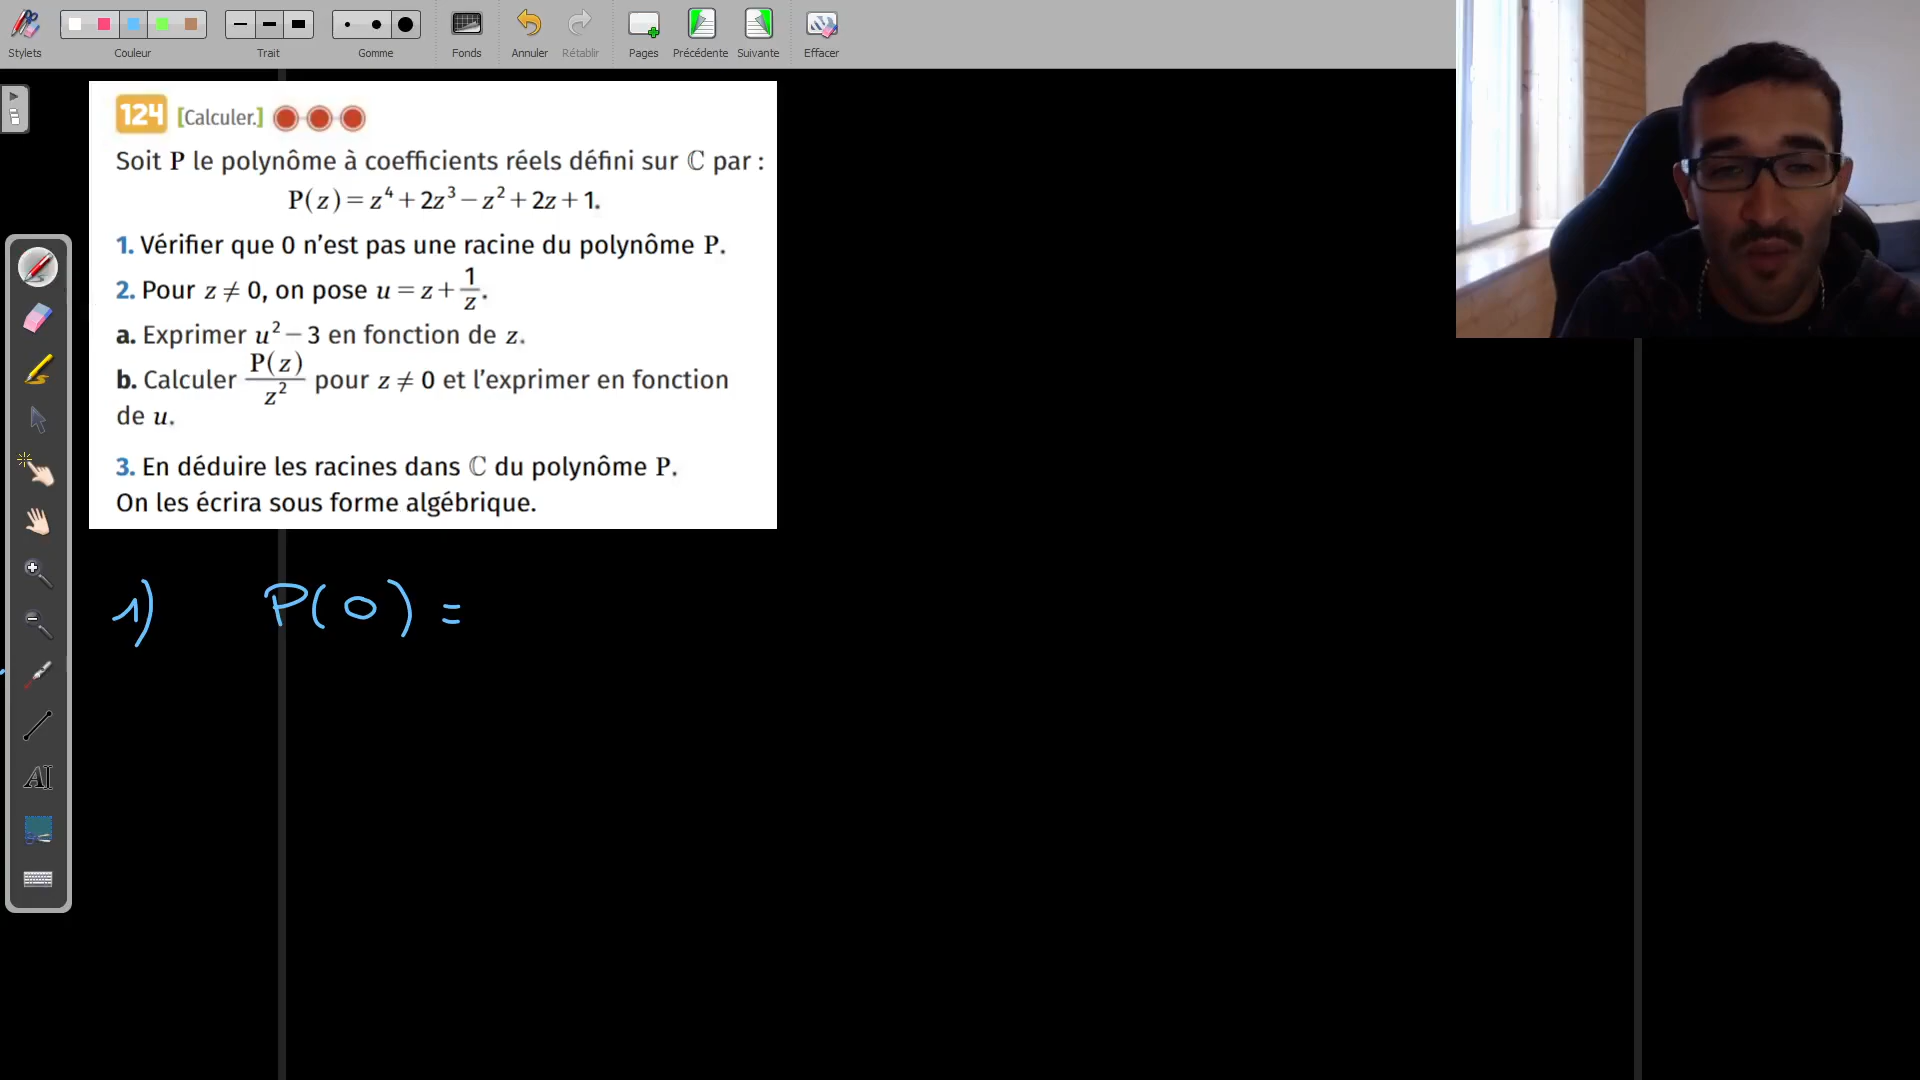 Stylets Couleur Trait Gomme Fonds Annuler Rétablir Pages Précédente Suivante Effacer
124 [Calculer.]
Soit P le polynôme à coefficients réels défini sur ℂ par :
P(z) = z⁴ + 2z³ − z² + 2z + 1.
1. Vérifier que 0 n’est pas une racine du polynôme P.
2. Pour z ≠ 0, on pose u = z + 1/z.
a. Exprimer u² − 3 en fonction de z.
b. Calculer P(z)/z² pour z ≠ 0 et l’exprimer en fonction
de u.
3. En déduire les racines dans ℂ du polynôme P.
On les écrira sous forme algébrique.
1) P(0) =
AI